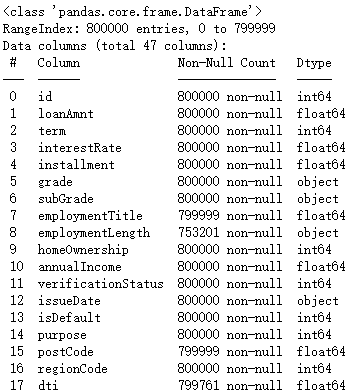 <class 'pandas.core.frame.DataFrame'>
RangeIndex: 800000 entries, 0 to 799999
Data columns (total 47 columns):
 #   Column              Non-Null Count   Dtype
---  ------              --------------   -----
 0   id                  800000 non-null  int64
 1   loanAmnt            800000 non-null  float64
 2   term                800000 non-null  int64
 3   interestRate        800000 non-null  float64
 4   installment         800000 non-null  float64
 5   grade               800000 non-null  object
 6   subGrade            800000 non-null  object
 7   employmentTitle     799999 non-null  float64
 8   employmentLength    753201 non-null  object
 9   homeOwnership       800000 non-null  int64
 10  annualIncome        800000 non-null  float64
 11  verificationStatus  800000 non-null  int64
 12  issueDate           800000 non-null  object
 13  isDefault           800000 non-null  int64
 14  purpose             800000 non-null  int64
 15  postCode            799999 non-null  float64
 16  regionCode          800000 non-null  int64
 17  dti                 799761 non-null  float64